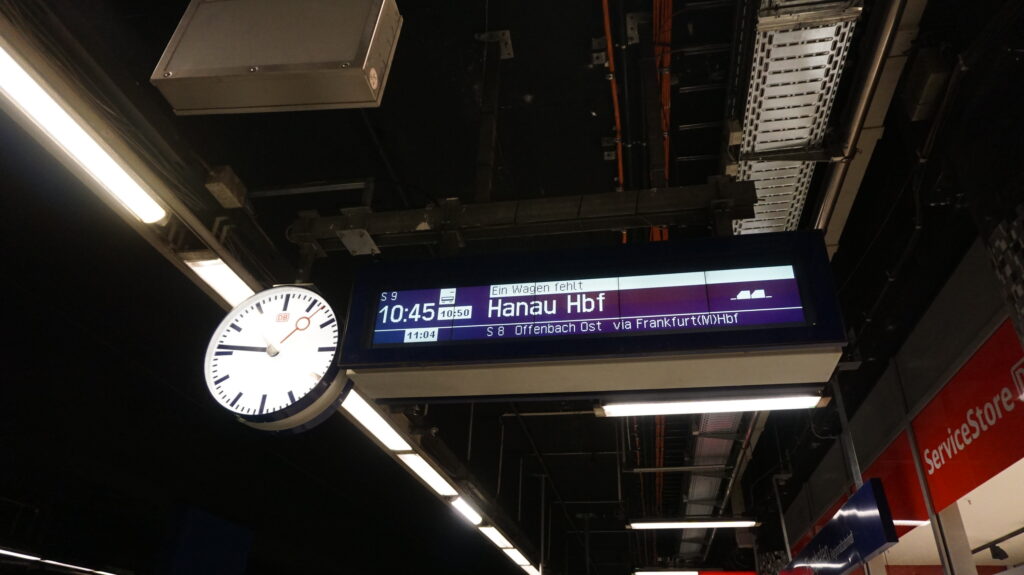 S 9
Ein Wagen fehlt
10:45 10:50 Hanau Hbf
11:04 S 8 Offenbach Ost via Frankfurt(M)Hbf
DB
ServiceStore